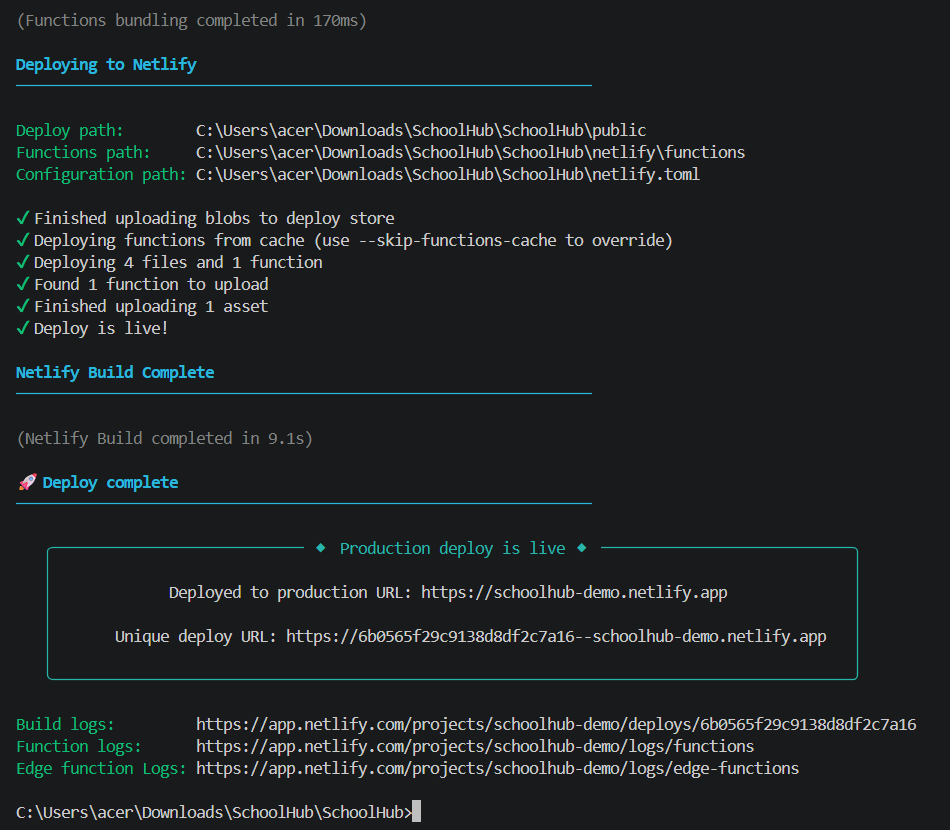 (Functions bundling completed in 170ms)
Deploying to Netlify
Deploy path: C:\Users\acer\Downloads\SchoolHub\SchoolHub\public
Functions path: C:\Users\acer\Downloads\SchoolHub\SchoolHub\netlify\functions
Configuration path: C:\Users\acer\Downloads\SchoolHub\SchoolHub\netlify.toml
✔ Finished uploading blobs to deploy store
✔ Deploying functions from cache (use --skip-functions-cache to override)
✔ Deploying 4 files and 1 function
✔ Found 1 function to upload
✔ Finished uploading 1 asset
✔ Deploy is live!
Netlify Build Complete
(Netlify Build completed in 9.1s)
🚀 Deploy complete
◆ Production deploy is live ◆
Deployed to production URL: https://schoolhub-demo.netlify.app
Unique deploy URL: https://6b0565f29c9138d8df2c7a16--schoolhub-demo.netlify.app
Build logs: https://app.netlify.com/projects/schoolhub-demo/deploys/6b0565f29c9138d8df2c7a16
Function logs: https://app.netlify.com/projects/schoolhub-demo/logs/functions
Edge function Logs: https://app.netlify.com/projects/schoolhub-demo/logs/edge-functions
C:\Users\acer\Downloads\SchoolHub\SchoolHub>